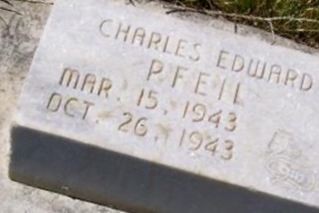 CHARLES EDWARD
PFEIL
MAR. 15, 1943
OCT. 26, 1943